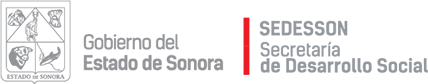 ESTADO DE SONORA
Gobierno del
Estado de Sonora
SEDESSON
Secretaría
de Desarrollo Social